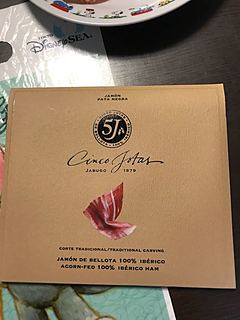 TOKYO
DisneySEA
JAMÓN
PATA NEGRA
5J
Cinco Jotas
JABUGO 1879
CORTE TRADICIONAL/TRADITIONAL CARVING
JAMÓN DE BELLOTA 100% IBÉRICO
ACORN-FED 100% IBÉRICO HAM